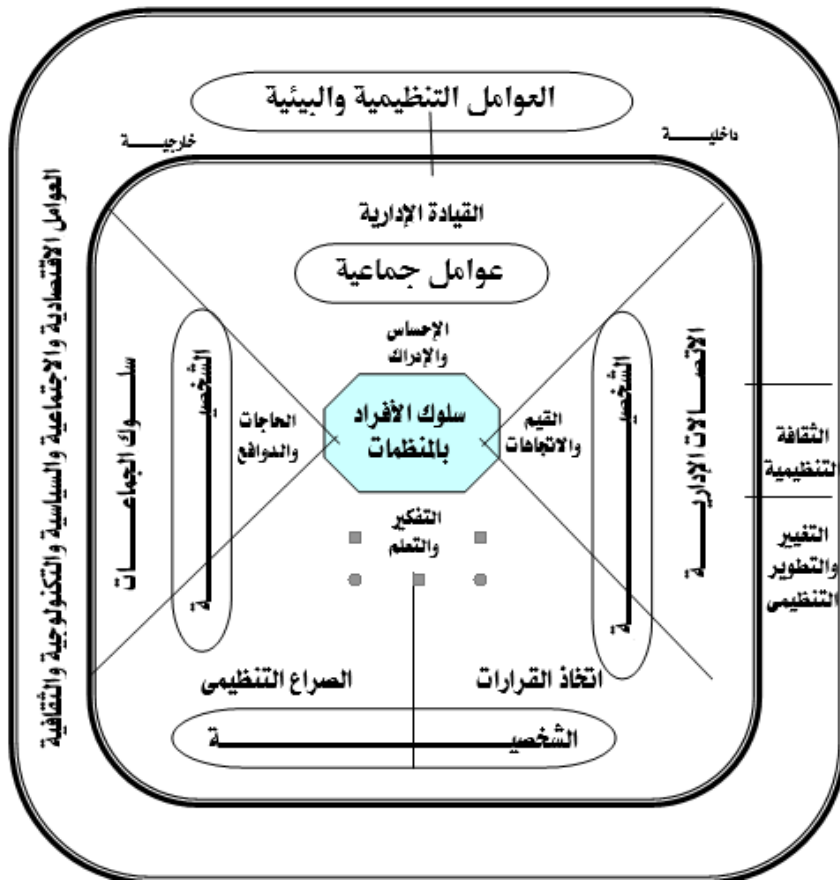 العوامل التنظيمية والبيئية
داخلية
خارجية
القيادة الإدارية
عوامل جماعية
الإحساس
والإدراك
سلوك الأفراد
بالمنظمات
القيم
والاتجاهات
الحاجات
والدوافع
التفكير
والتعلم
الشخصية
الاتصالات الإدارية
الثقافة
لتنظيمية
التغيير
والتطوير
التنظيمى
الشخصية
سلوك الجماعات
العوامل الاقتصادية والاجتماعية والسياسية والتكنولوجية والثقافية
اتخاذ القرارات
الصراع التنظيمى
الشخصية